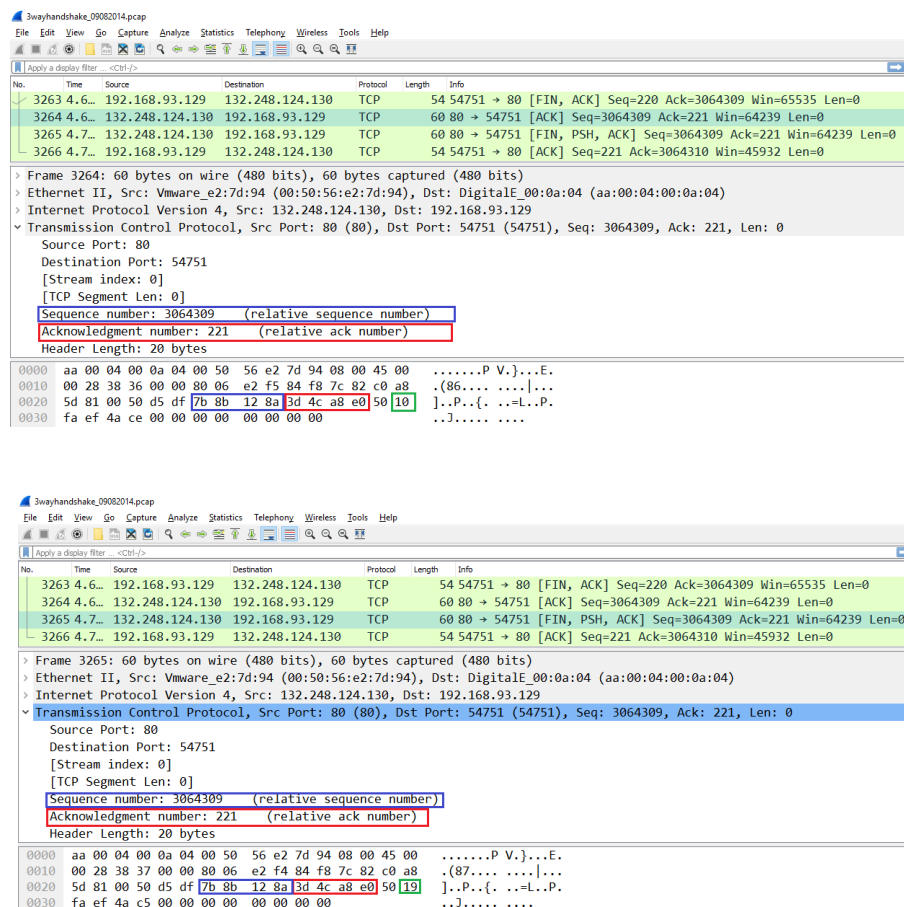 3wayhandshake_09082014.pcap
File Edit View Go Capture Analyze Statistics Telephony Wireless Tools Help
Apply a display filter ... <Ctrl-/>
No. Time Source Destination Protocol Length Info
3263 4.6… 192.168.93.129 132.248.124.130 TCP 54 54751 → 80 [FIN, ACK] Seq=220 Ack=3064309 Win=65535 Len=0
3264 4.6… 132.248.124.130 192.168.93.129 TCP 60 80 → 54751 [ACK] Seq=3064309 Ack=221 Win=64239 Len=0
3265 4.7… 132.248.124.130 192.168.93.129 TCP 60 80 → 54751 [FIN, PSH, ACK] Seq=3064309 Ack=221 Win=64239 Len=0
3266 4.7… 192.168.93.129 132.248.124.130 TCP 54 54751 → 80 [ACK] Seq=221 Ack=3064310 Win=45932 Len=0
Frame 3264: 60 bytes on wire (480 bits), 60 bytes captured (480 bits)
Ethernet II, Src: Vmware_e2:7d:94 (00:50:56:e2:7d:94), Dst: DigitalE_00:0a:04 (aa:00:04:00:0a:04)
Internet Protocol Version 4, Src: 132.248.124.130, Dst: 192.168.93.129
Transmission Control Protocol, Src Port: 80 (80), Dst Port: 54751 (54751), Seq: 3064309, Ack: 221, Len: 0
Source Port: 80
Destination Port: 54751
[Stream index: 0]
[TCP Segment Len: 0]
Sequence number: 3064309 (relative sequence number)
Acknowledgment number: 221 (relative ack number)
Header Length: 20 bytes
0000 aa 00 04 00 0a 04 00 50 56 e2 7d 94 08 00 45 00 .......P V.}...E.
0010 00 28 38 36 00 00 80 06 e2 f5 84 f8 7c 82 c0 a8 .(86.... ....|...
0020 5d 81 00 50 d5 df 7b 8b 12 8a 3d 4c a8 e0 50 10 ]..P..{. ..=L..P.
0030 fa ef 4a ce 00 00 00 00 00 00 00 00 ..J..... ....
3wayhandshake_09082014.pcap
File Edit View Go Capture Analyze Statistics Telephony Wireless Tools Help
Apply a display filter ... <Ctrl-/>
No. Time Source Destination Protocol Length Info
3263 4.6… 192.168.93.129 132.248.124.130 TCP 54 54751 → 80 [FIN, ACK] Seq=220 Ack=3064309 Win=65535 Len=0
3264 4.6… 132.248.124.130 192.168.93.129 TCP 60 80 → 54751 [ACK] Seq=3064309 Ack=221 Win=64239 Len=0
3265 4.7… 132.248.124.130 192.168.93.129 TCP 60 80 → 54751 [FIN, PSH, ACK] Seq=3064309 Ack=221 Win=64239 Len=0
3266 4.7… 192.168.93.129 132.248.124.130 TCP 54 54751 → 80 [ACK] Seq=221 Ack=3064310 Win=45932 Len=0
Frame 3265: 60 bytes on wire (480 bits), 60 bytes captured (480 bits)
Ethernet II, Src: Vmware_e2:7d:94 (00:50:56:e2:7d:94), Dst: DigitalE_00:0a:04 (aa:00:04:00:0a:04)
Internet Protocol Version 4, Src: 132.248.124.130, Dst: 192.168.93.129
Transmission Control Protocol, Src Port: 80 (80), Dst Port: 54751 (54751), Seq: 3064309, Ack: 221, Len: 0
Source Port: 80
Destination Port: 54751
[Stream index: 0]
[TCP Segment Len: 0]
Sequence number: 3064309 (relative sequence number)
Acknowledgment number: 221 (relative ack number)
Header Length: 20 bytes
0000 aa 00 04 00 0a 04 00 50 56 e2 7d 94 08 00 45 00 .......P V.}...E.
0010 00 28 38 37 00 00 80 06 e2 f4 84 f8 7c 82 c0 a8 .(87.... ....|...
0020 5d 81 00 50 d5 df 7b 8b 12 8a 3d 4c a8 e0 50 19 ]..P..{. ..=L..P.
0030 fa ef 4a c5 00 00 00 00 00 00 00 00 ..J..... ....